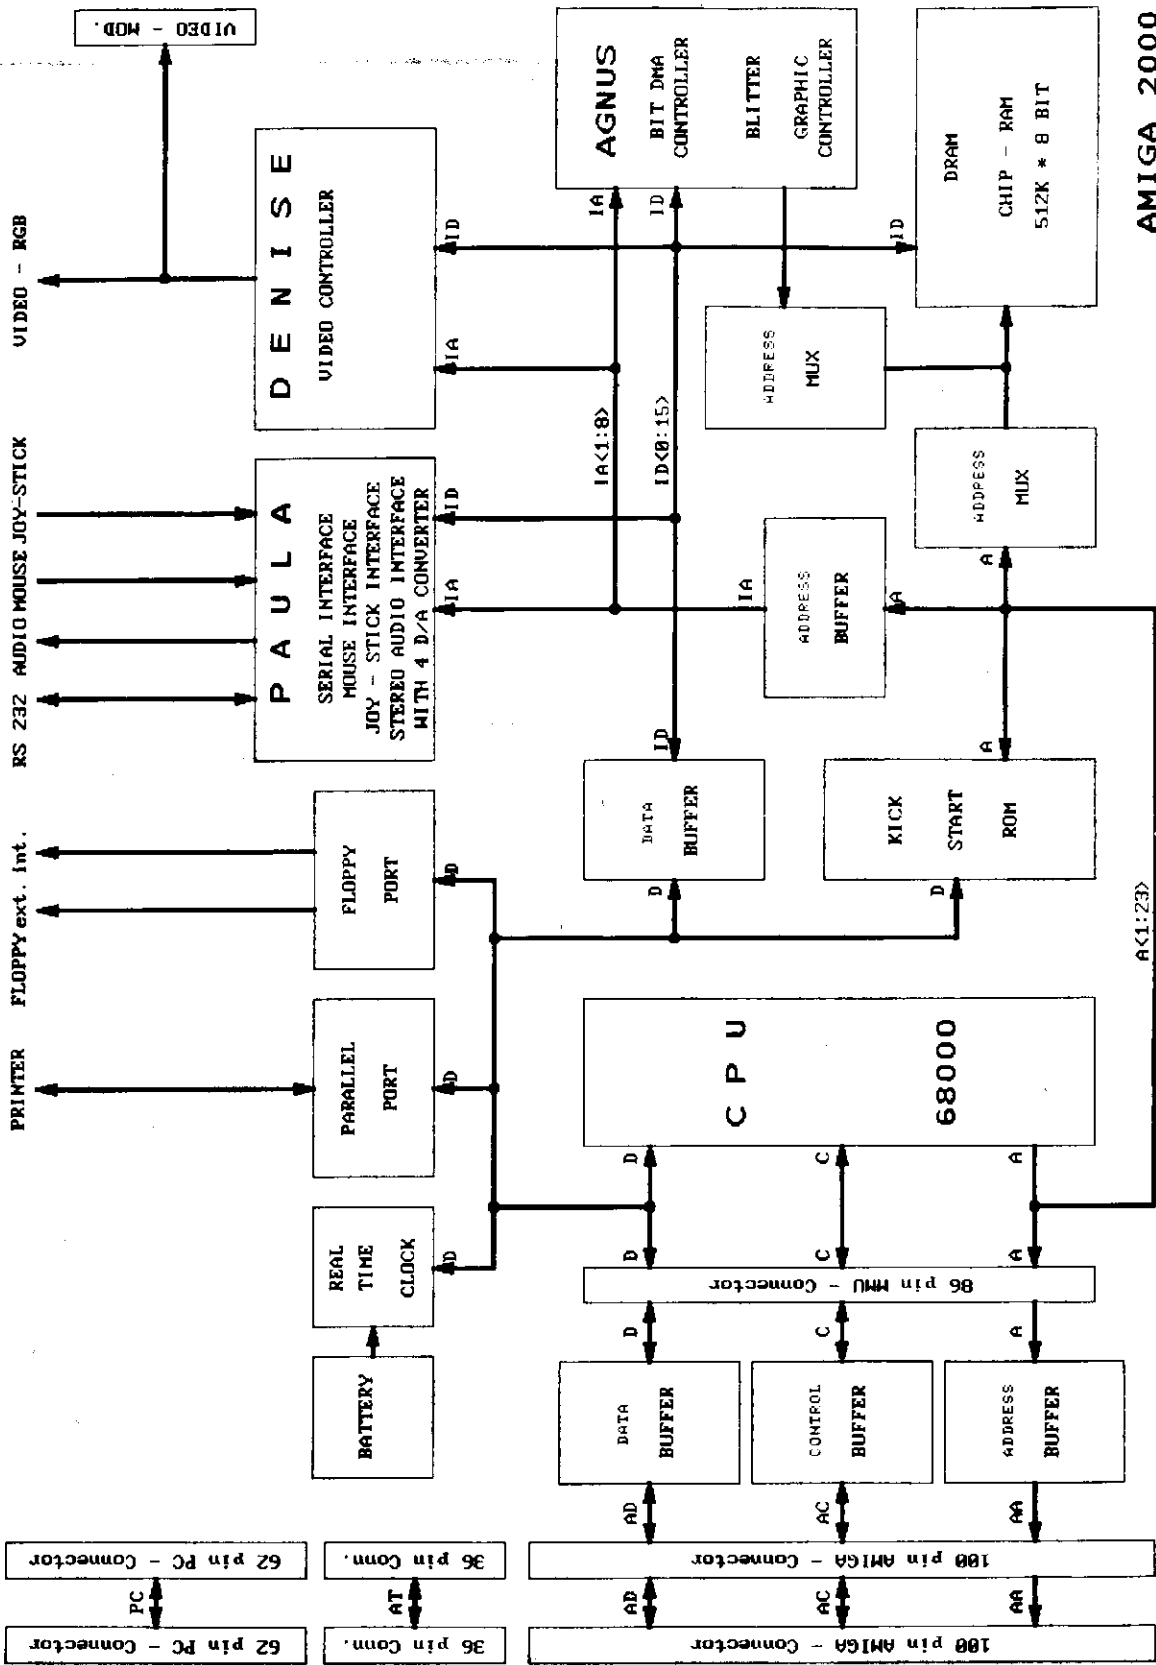 PRINTER
FLOPPY ext. int.
RS 232
AUDIO
MOUSE
JOY-STICK
VIDEO - RGB
VIDEO - MOD.
62 pin PC - Connector
PC
62 pin PC - Connector
36 pin Conn.
AT
36 pin Conn.
BATTERY
REAL
TIME
CLOCK
D
PARALLEL
PORT
D
FLOPPY
PORT
D
PAULA
SERIAL INTERFACE
MOUSE INTERFACE
JOY - STICK INTERFACE
STEREO AUDIO INTERFACE
WITH 4 D/A CONVERTER
IA
ID
DENISE
VIDEO CONTROLLER
IA
ID
100 pin AMIGA - Connector
AD
AC
AA
100 pin AMIGA - Connector
AD
AC
AA
DATA
BUFFER
CONTROL
BUFFER
ADDRESS
BUFFER
D
C
A
86 pin MMU - Connector
D
C
A
D
C
A
CPU
68000
DATA
BUFFER
D
ID
KICK
START
ROM
D
A
IA<1:8>
ID<0:15>
ADDRESS
BUFFER
IA
A
ADDRESS
MUX
A
ADDRESS
MUX
AGNUS
BIT DMA
CONTROLLER
BLITTER
GRAPHIC
CONTROLLER
IA
ID
DRAM
CHIP - RAM
512K * 8 BIT
ID
A<1:23>
AMIGA 2000